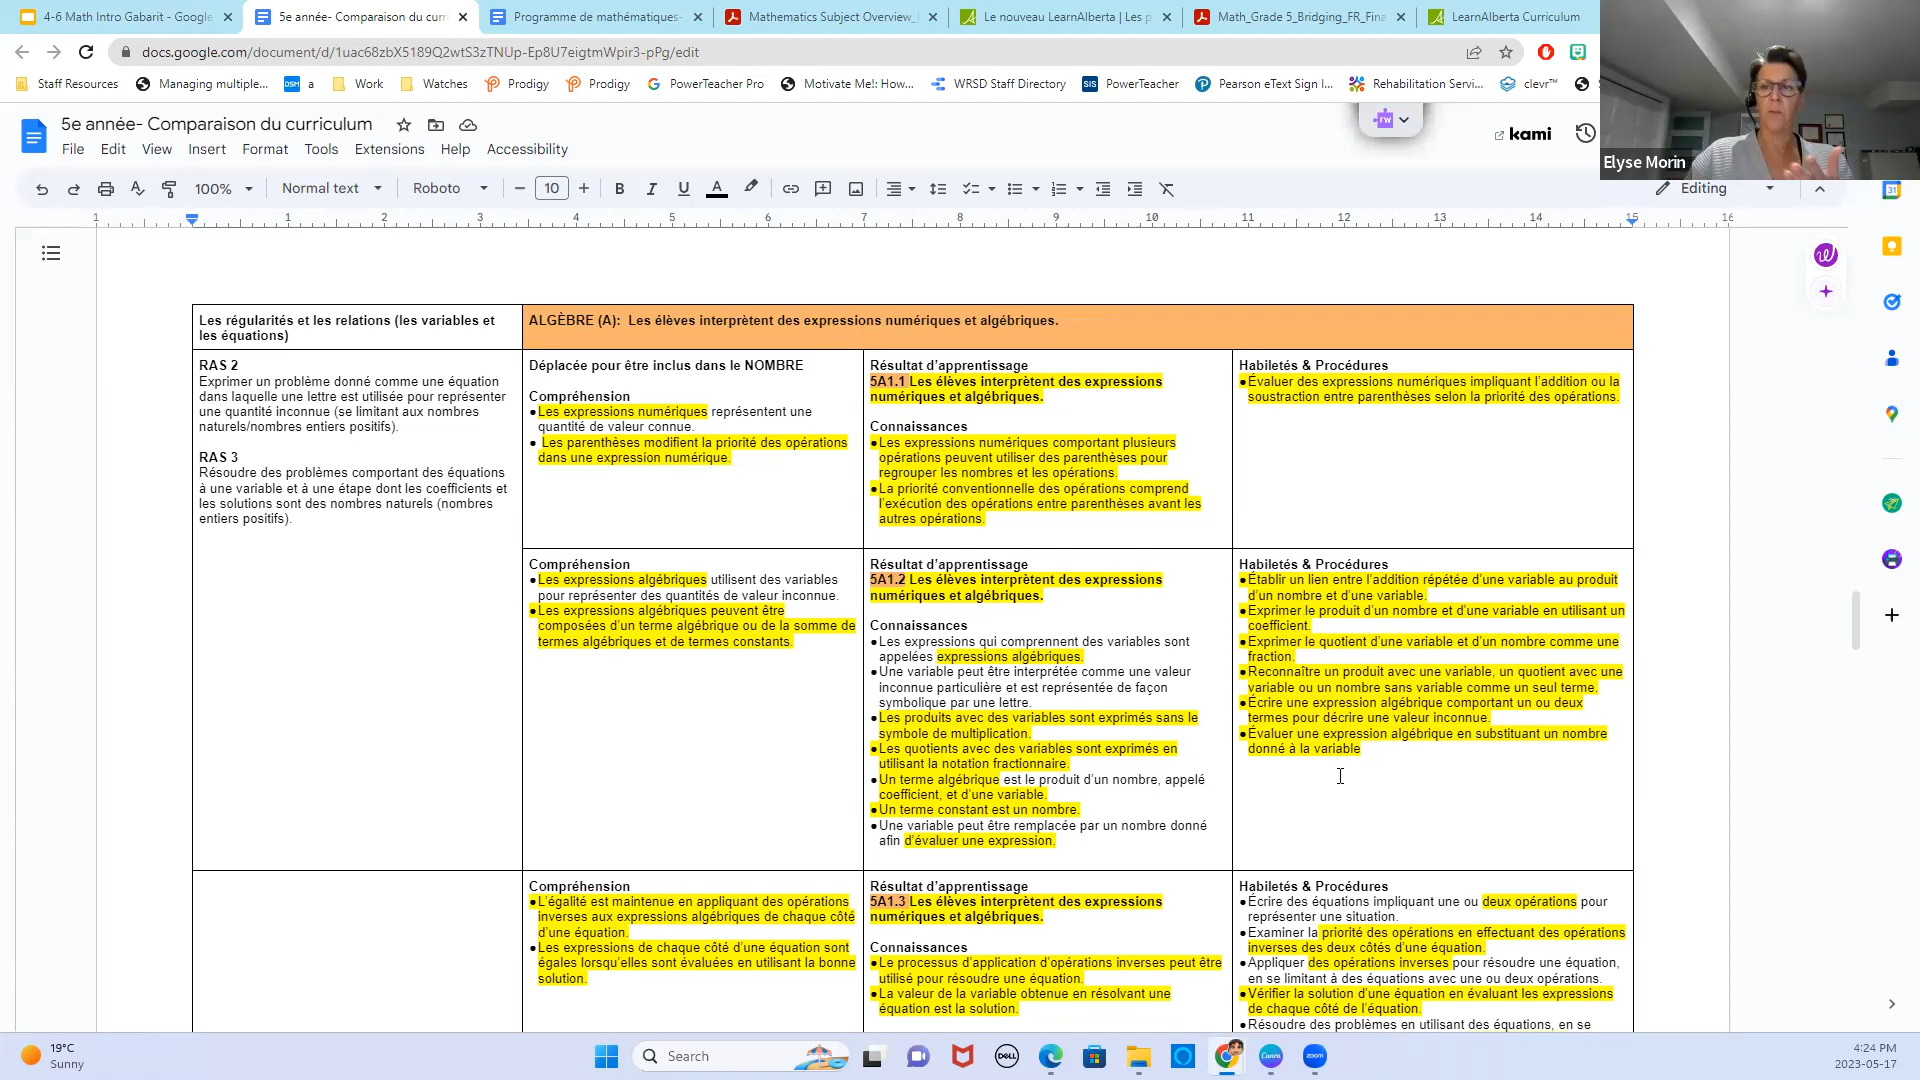 4-6 Math Intro Gabarit - Google
5e année- Comparaison du curr
Programme de mathématiques-
Mathematics Subject Overview_
Le nouveau LearnAlberta | Les p
Math_Grade 5_Bridging_FR_Fina
LearnAlberta Curriculum
docs.google.com/document/d/1uac68zbX5189Q2wtS3zTNUp-Ep8U7eigtmWpir3-pPg/edit
Staff Resources
Managing multiple...
DSM
a
Work
Watches
Prodigy
Prodigy
PowerTeacher Pro
Motivate Me!: How...
WRSD Staff Directory
SIS
PowerTeacher
Pearson eText Sign I...
Rehabilitation Servi...
clevr™
Elyse Morin
5e année- Comparaison du curriculum
rw
kami
File Edit View Insert Format Tools Extensions Help Accessibility
100% Normal text Roboto 10 B I U A Editing
1 1 2 3 4 5 6 7 8 9 10 11 12 13 14 15 16
Les régularités et les relations (les variables et
les équations)
ALGÈBRE (A): Les élèves interprètent des expressions numériques et algébriques.
RAS 2
Exprimer un problème donné comme une équation
dans laquelle une lettre est utilisée pour représenter
une quantité inconnue (se limitant aux nombres
naturels/nombres entiers positifs).
RAS 3
Résoudre des problèmes comportant des équations
à une variable et à une étape dont les coefficients et
les solutions sont des nombres naturels (nombres
entiers positifs).
Déplacée pour être inclus dans le NOMBRE
Compréhension
●Les expressions numériques représentent une
quantité de valeur connue.
● Les parenthèses modifient la priorité des opérations
dans une expression numérique.
Résultat d'apprentissage
5A1.1 Les élèves interprètent des expressions
numériques et algébriques.
Connaissances
●Les expressions numériques comportant plusieurs
opérations peuvent utiliser des parenthèses pour
regrouper les nombres et les opérations.
●La priorité conventionnelle des opérations comprend
l'exécution des opérations entre parenthèses avant les
autres opérations.
Habiletés & Procédures
●Évaluer des expressions numériques impliquant l'addition ou la
soustraction entre parenthèses selon la priorité des opérations.
Compréhension
●Les expressions algébriques utilisent des variables
pour représenter des quantités de valeur inconnue.
●Les expressions algébriques peuvent être
composées d'un terme algébrique ou de la somme de
termes algébriques et de termes constants.
Résultat d'apprentissage
5A1.2 Les élèves interprètent des expressions
numériques et algébriques.
Connaissances
●Les expressions qui comprennent des variables sont
appelées expressions algébriques.
●Une variable peut être interprétée comme une valeur
inconnue particulière et est représentée de façon
symbolique par une lettre.
●Les produits avec des variables sont exprimés sans le
symbole de multiplication.
●Les quotients avec des variables sont exprimés en
utilisant la notation fractionnaire.
●Un terme algébrique est le produit d'un nombre, appelé
coefficient, et d'une variable.
●Un terme constant est un nombre.
●Une variable peut être remplacée par un nombre donné
afin d'évaluer une expression.
Habiletés & Procédures
●Établir un lien entre l'addition répétée d'une variable au produit
d'un nombre et d'une variable.
●Exprimer le produit d'un nombre et d'une variable en utilisant un
coefficient.
●Exprimer le quotient d'une variable et d'un nombre comme une
fraction.
●Reconnaître un produit avec une variable, un quotient avec une
variable ou un nombre sans variable comme un seul terme.
●Écrire une expression algébrique comportant un ou deux
termes pour décrire une valeur inconnue.
●Évaluer une expression algébrique en substituant un nombre
donné à la variable
Compréhension
●L'égalité est maintenue en appliquant des opérations
inverses aux expressions algébriques de chaque côté
d'une équation.
●Les expressions de chaque côté d'une équation sont
égales lorsqu'elles sont évaluées en utilisant la bonne
solution.
Résultat d'apprentissage
5A1.3 Les élèves interprètent des expressions
numériques et algébriques.
Connaissances
●Le processus d'application d'opérations inverses peut être
utilisé pour résoudre une équation.
●La valeur de la variable obtenue en résolvant une
équation est la solution.
Habiletés & Procédures
●Écrire des équations impliquant une ou deux opérations pour
représenter une situation.
●Examiner la priorité des opérations en effectuant des opérations
inverses des deux côtés d'une équation.
●Appliquer des opérations inverses pour résoudre une équation,
en se limitant à des équations avec une ou deux opérations.
●Vérifier la solution d'une équation en évaluant les expressions
de chaque côté de l'équation.
●Résoudre des problèmes en utilisant des équations, en se
31
19°C
Sunny
Search
DELL
Canva
zoom
4:24 PM
2023-05-17